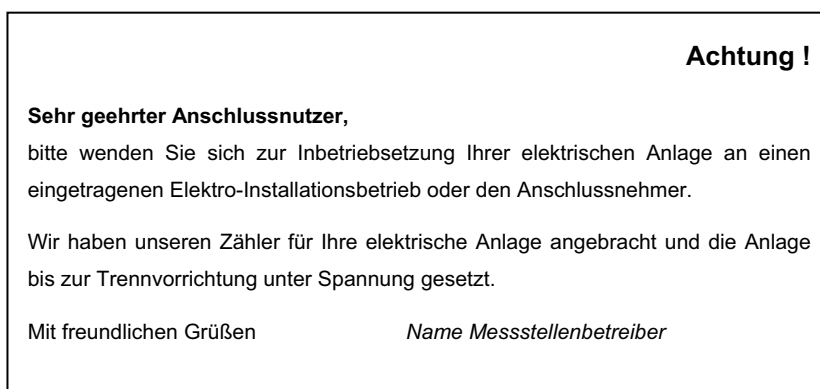 Achtung !
Sehr geehrter Anschlussnutzer,
bitte wenden Sie sich zur Inbetriebsetzung Ihrer elektrischen Anlage an einen
eingetragenen Elektro-Installationsbetrieb oder den Anschlussnehmer.
Wir haben unseren Zähler für Ihre elektrische Anlage angebracht und die Anlage
bis zur Trennvorrichtung unter Spannung gesetzt.
Mit freundlichen Grüßen Name Messstellenbetreiber